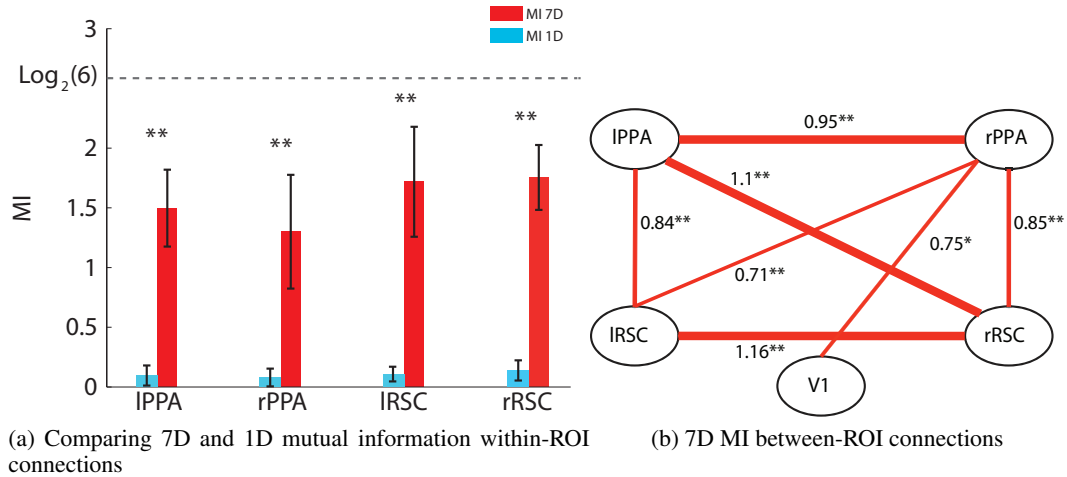 MI 7D
MI 1D
3
Log2(6)
2
1.5
1
0.5
0
MI
**
**
**
**
lPPA
rPPA
lRSC
rRSC
(a) Comparing 7D and 1D mutual information within-ROI
connections
lPPA
0.95**
rPPA
1.1**
0.84**
0.75*
0.85**
0.71**
lRSC
1.16**
rRSC
V1
(b) 7D MI between-ROI connections